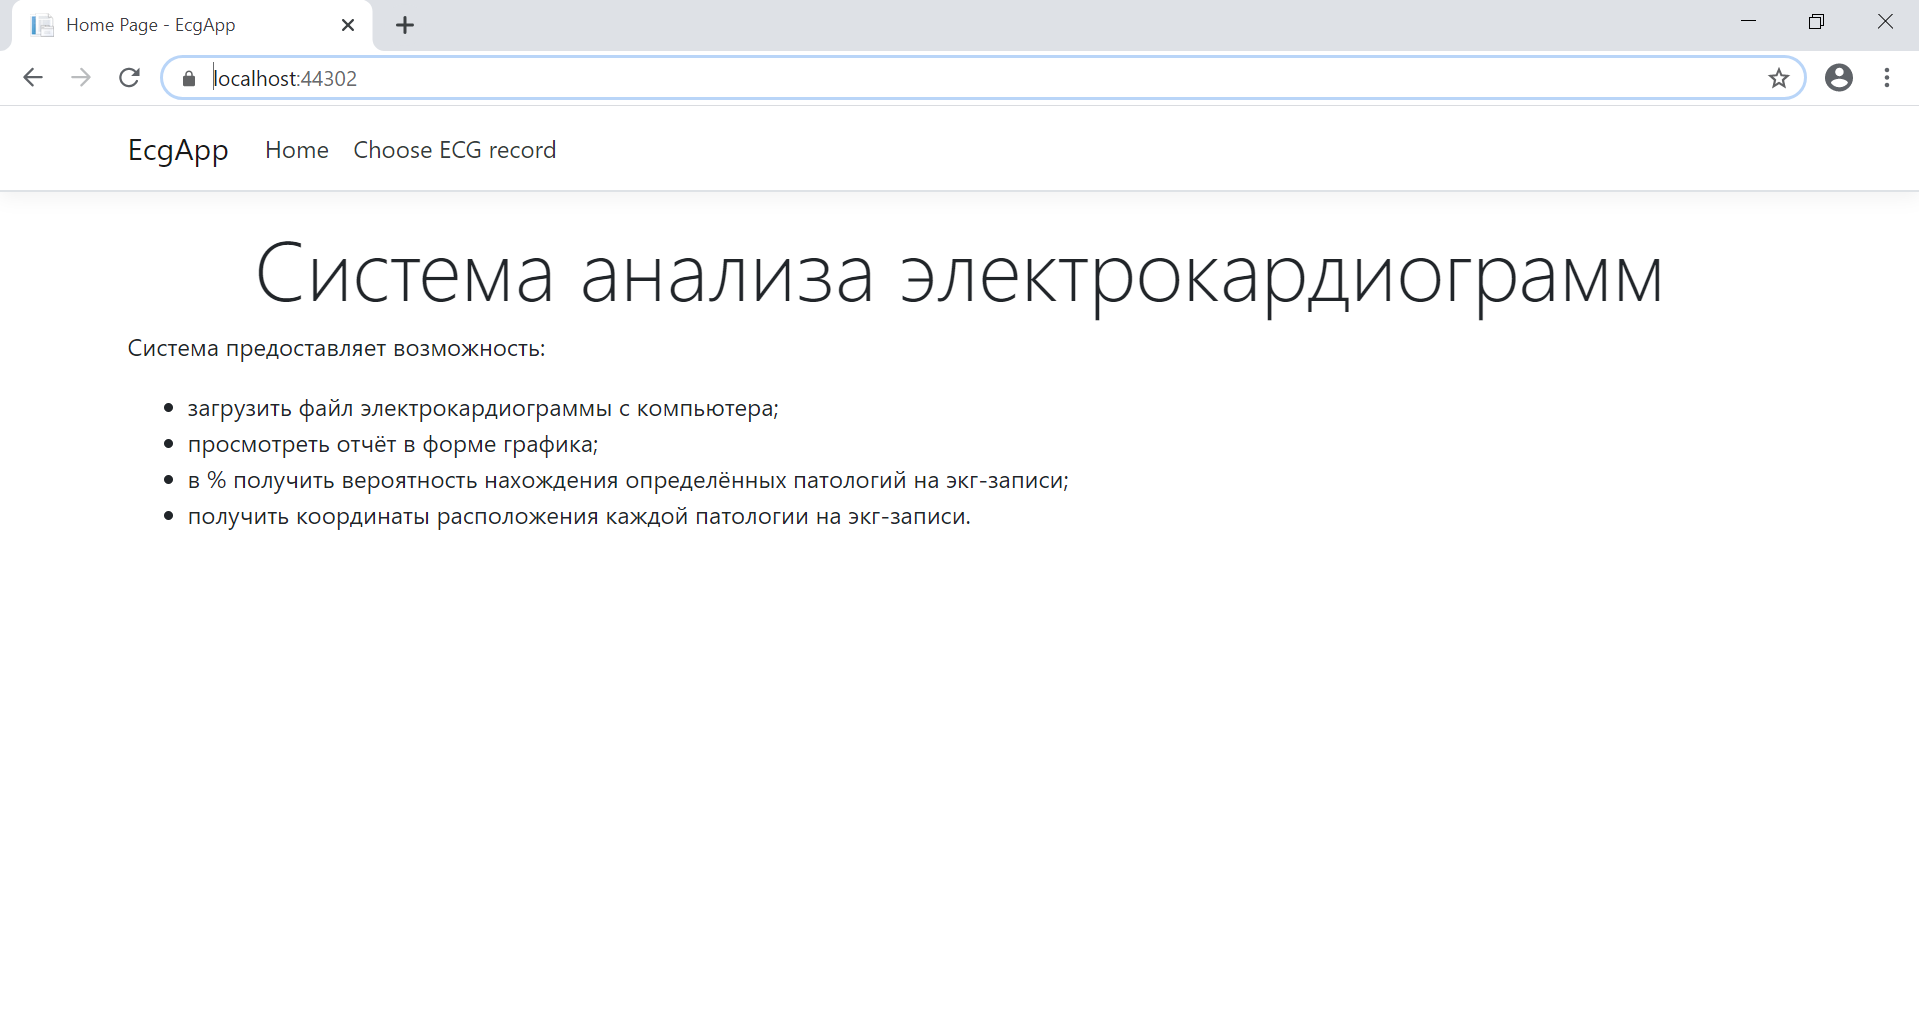 Home Page - EcgApp
localhost:44302
EcgApp Home Choose ECG record
Система анализа электрокардиограмм
Система предоставляет возможность:
загрузить файл электрокардиограммы с компьютера;
просмотреть отчёт в форме графика;
в % получить вероятность нахождения определённых патологий на экг-записи;
получить координаты расположения каждой патологии на экг-записи.